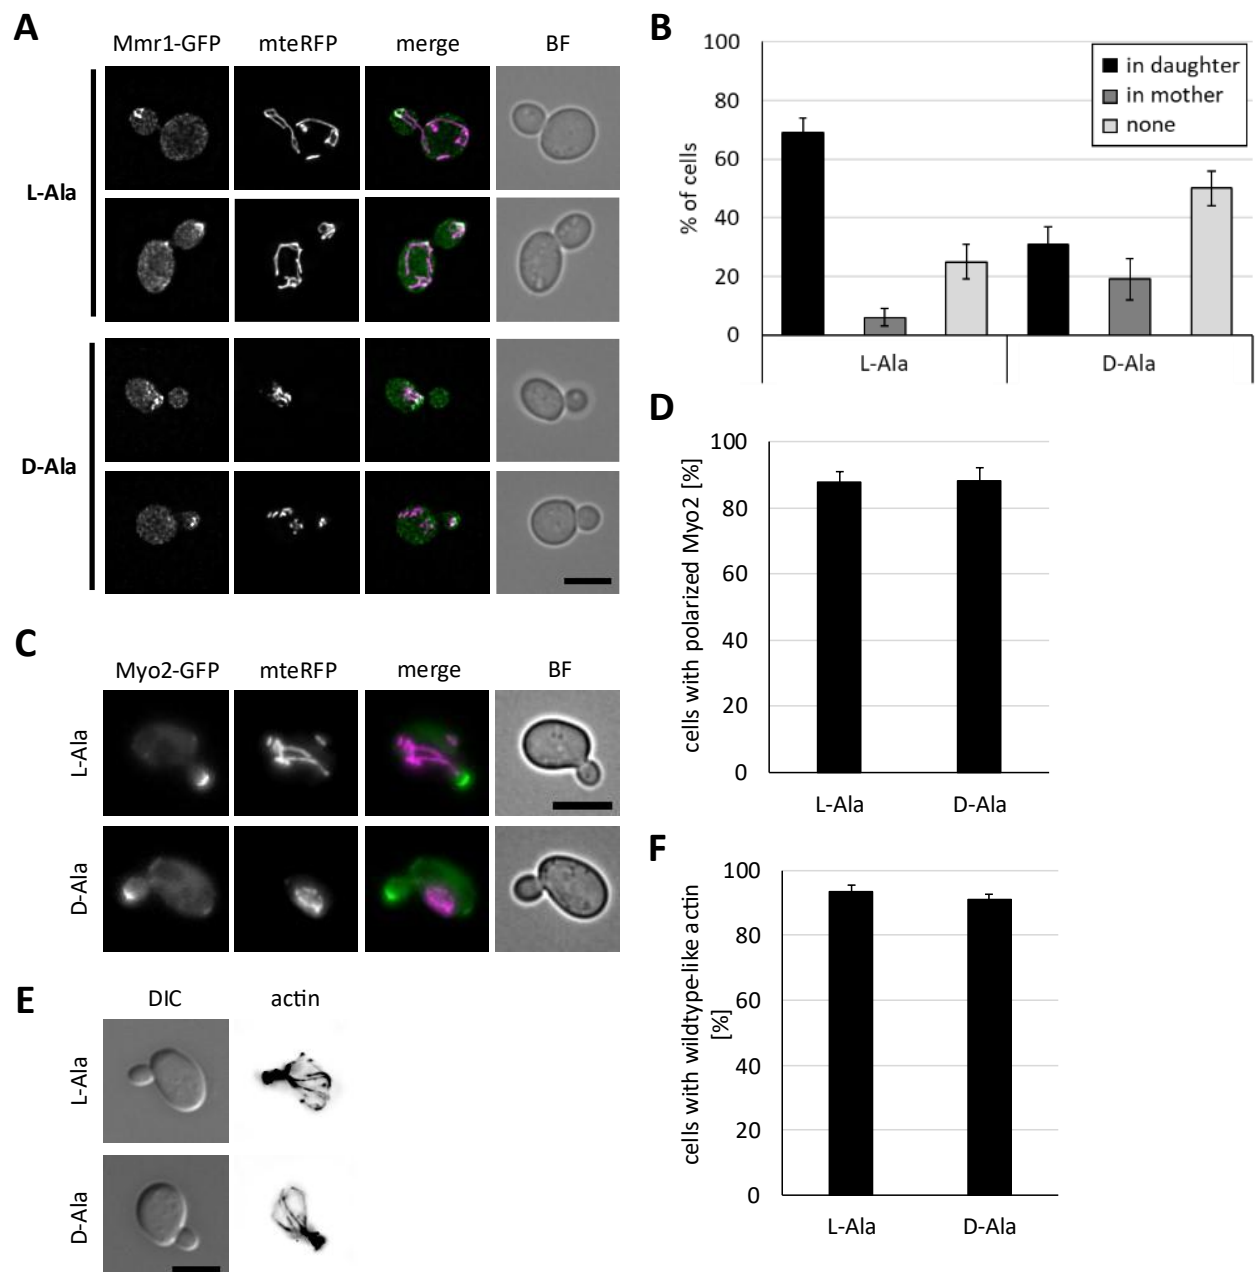 A
Mmr1-GFP mteRFP merge BF
L-Ala
D-Ala
B
100
80
60
40
20
0
% of cells
in daughter
in mother
none
L-Ala D-Ala
C
Myo2-GFP mteRFP merge BF
L-Ala
D-Ala
D
100
80
60
40
20
0
cells with polarized Myo2 [%]
L-Ala D-Ala
E
DIC actin
L-Ala
D-Ala
F
100
80
60
40
20
0
cells with wildtype-like actin
[%]
L-Ala D-Ala